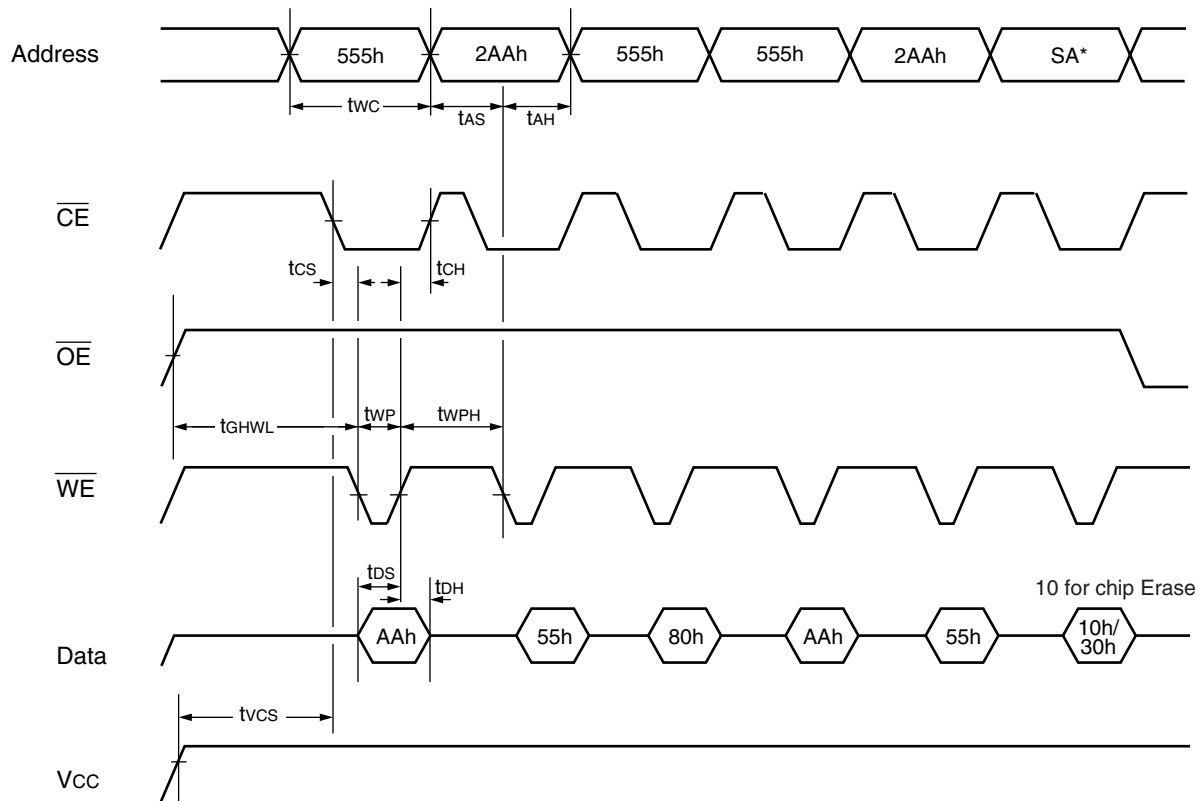 Address
555h 2AAh 555h 555h 2AAh SA*
tWC tAS tAH
CE
tCS tCH
OE
tGHWL tWP tWPH
WE
tDS tDH
10 for chip Erase
Data
AAh 55h 80h AAh 55h 10h/
30h
tVCS
VCC